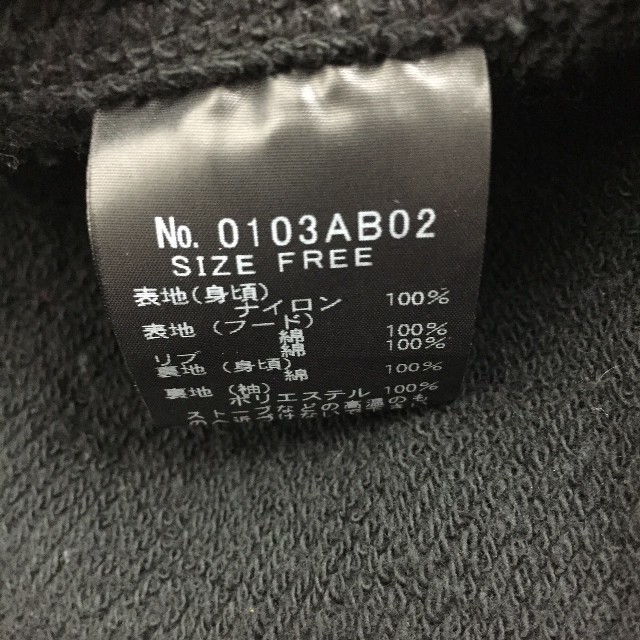 No. 0103AB02
SIZE FREE
表地(身頃)
ナイロン 100%
表地(フード)
綿 100%
リブ 綿 100%
裏地(身頃)
綿 100%
裏地(袖)
ポリエステル 100%
ストーブなどの高温のも